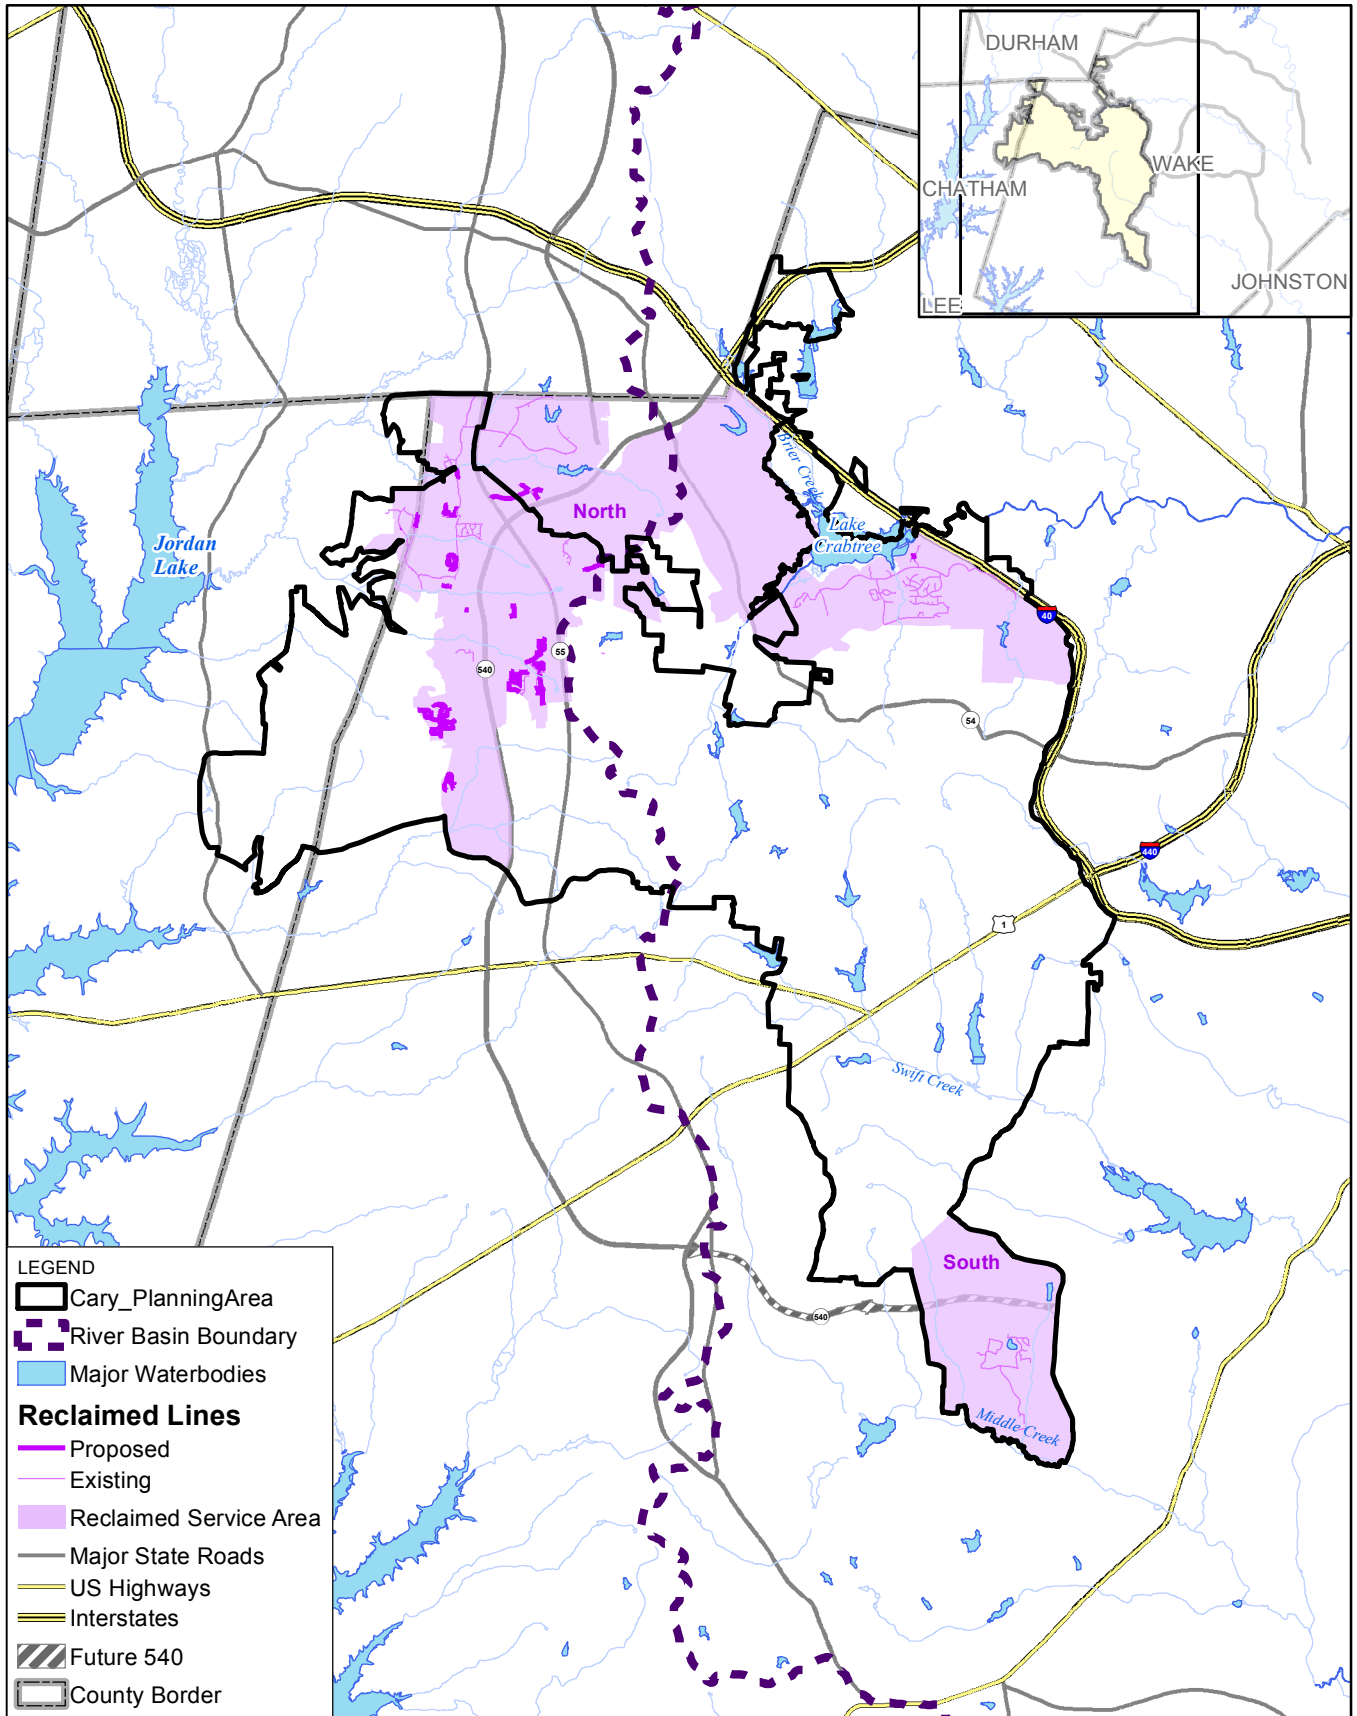 DURHAM
WAKE
CHATHAM
JOHNSTON
LEE
Brier Creek
North
Lake
Crabtree
Jordan
Lake
40
55
540
54
440
1
Swift Creek
South
540
Middle Creek
LEGEND
Cary_PlanningArea
River Basin Boundary
Major Waterbodies
Reclaimed Lines
Proposed
Existing
Reclaimed Service Area
Major State Roads
US Highways
Interstates
Future 540
County Border